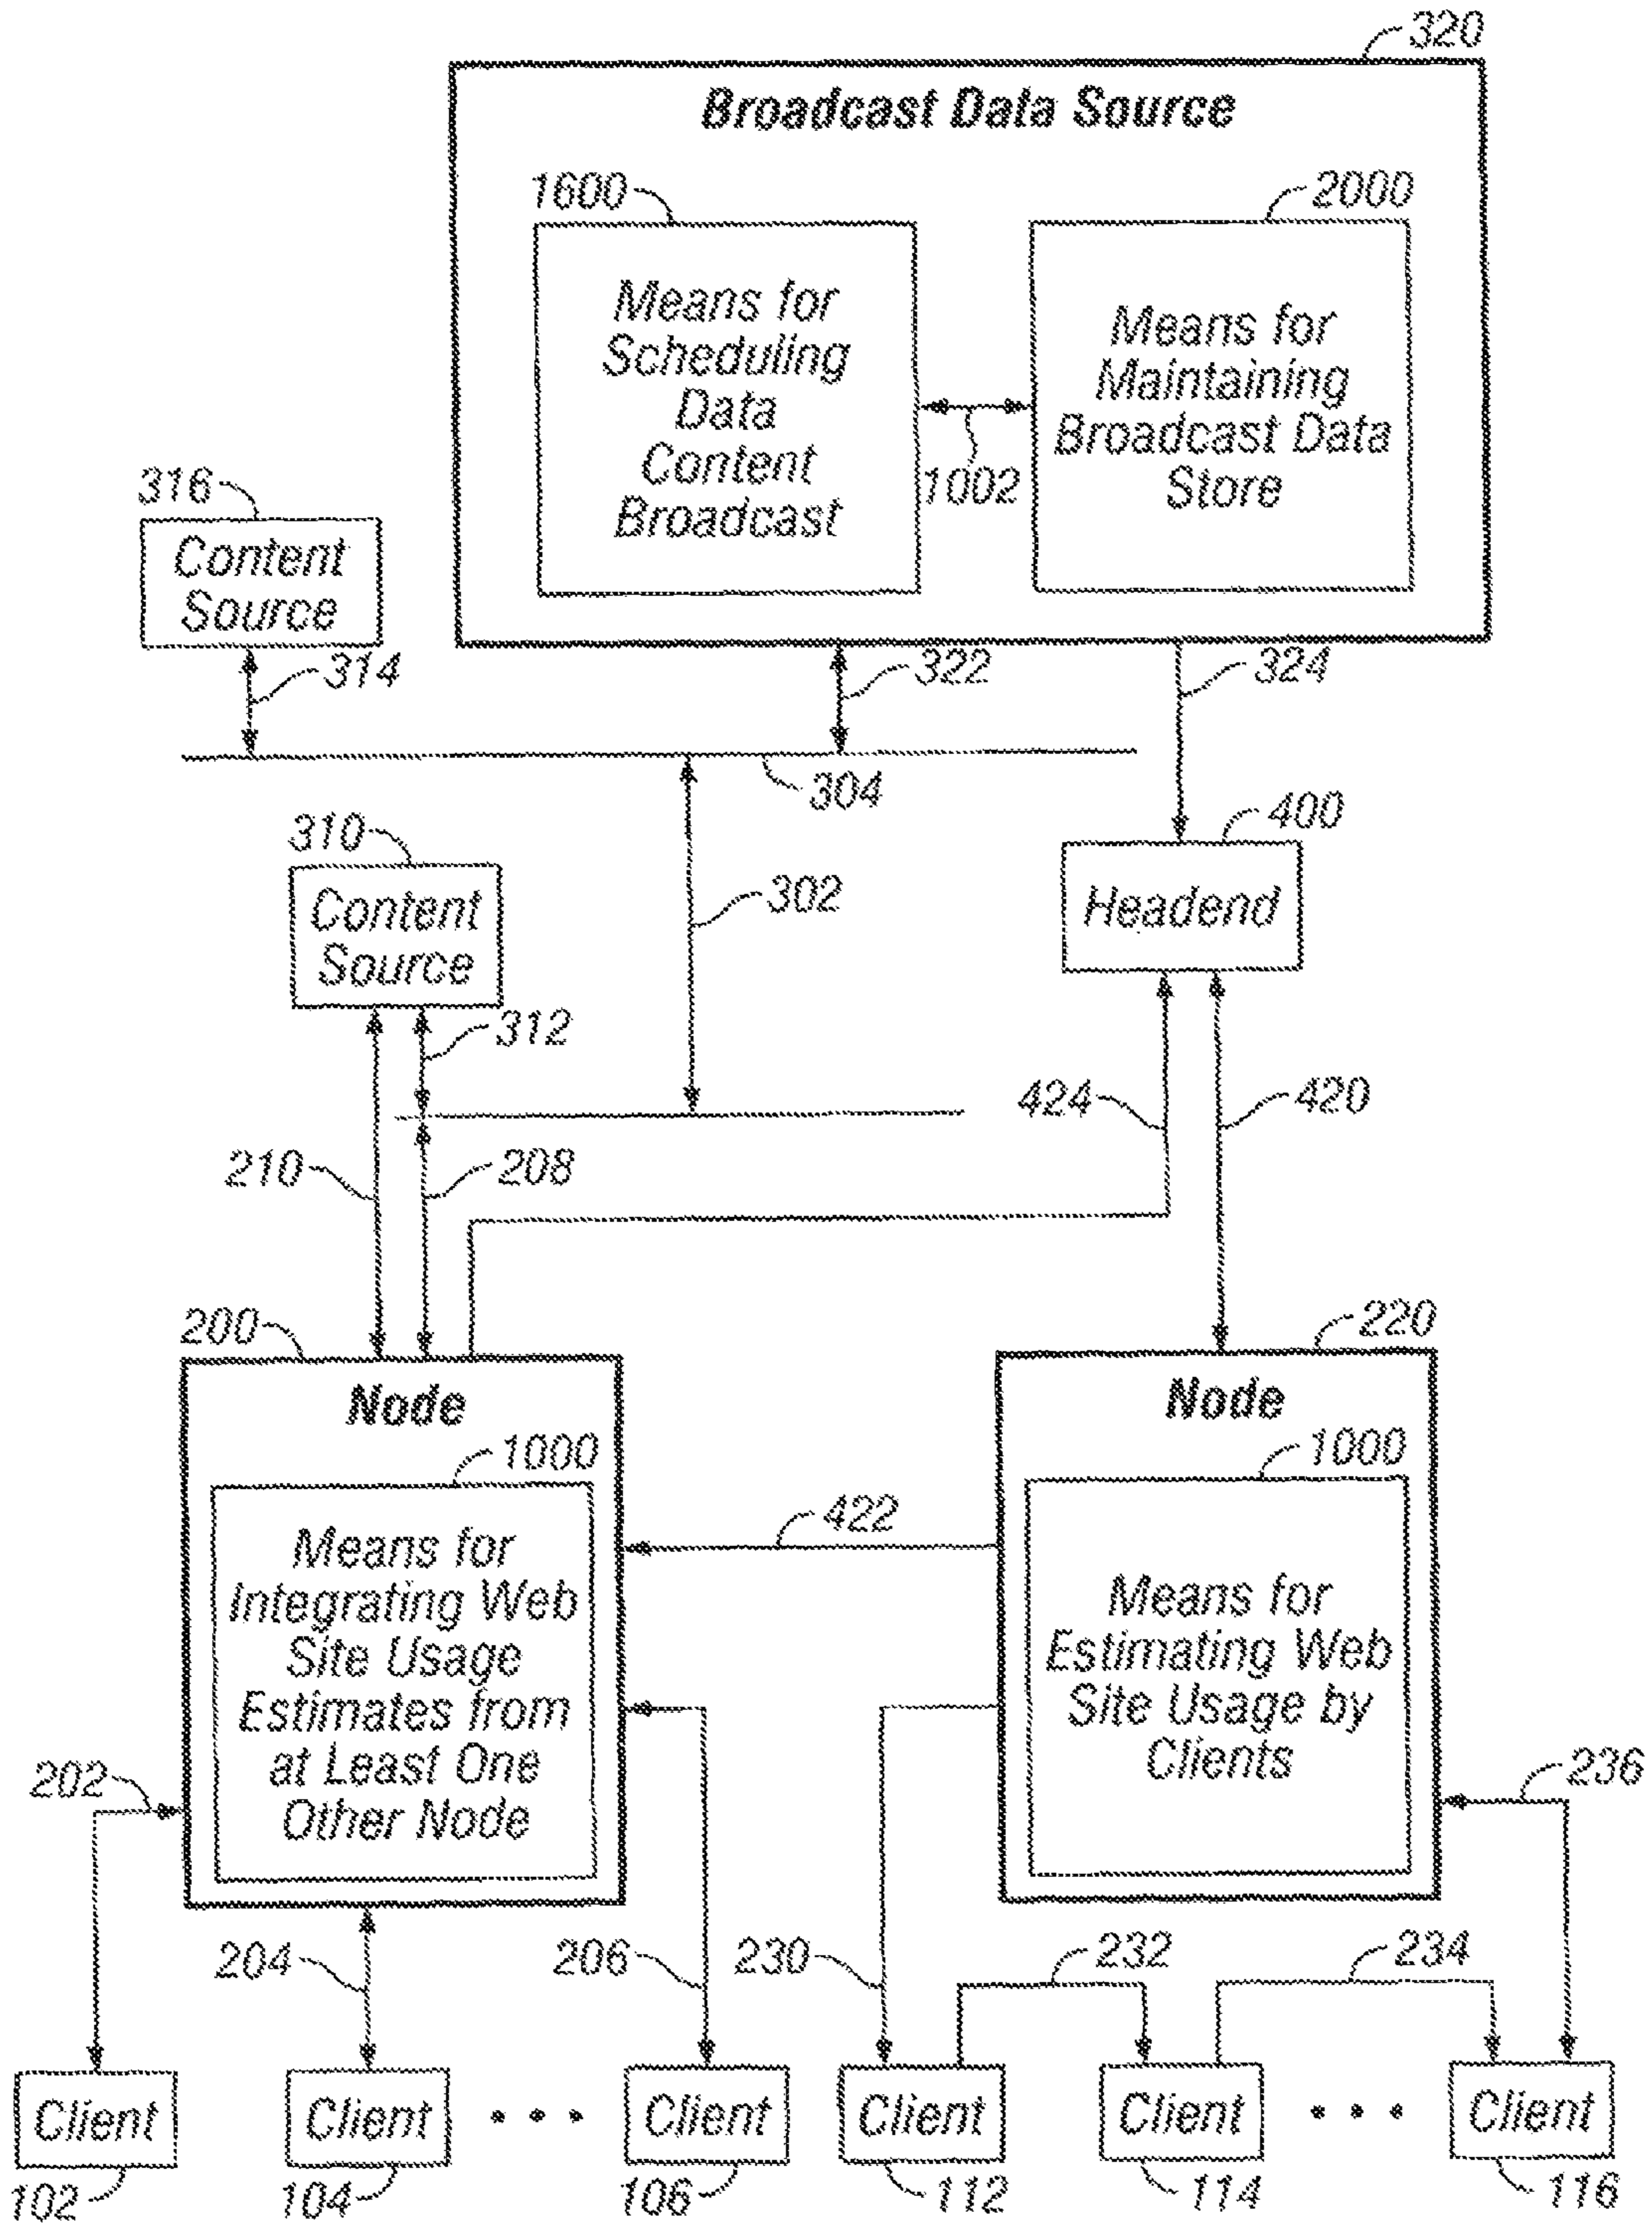 320
Broadcast Data Source
1600
2000
Means for
Scheduling
Data
Content
Broadcast
Means for
Maintaining
Broadcast Data
Store
1002
316
Content
Source
314
322
324
304
310
400
Content
Source
302
Headend
312
424
420
210
208
200
220
Node
Node
1000
1000
Means for
Integrating Web
Site Usage
Estimates from
at Least One
Other Node
422
Means for
Estimating Web
Site Usage by
Clients
202
236
204
206
230
232
234
Client
Client
• • •
Client
Client
Client
• • •
Client
102
104
106
112
114
116